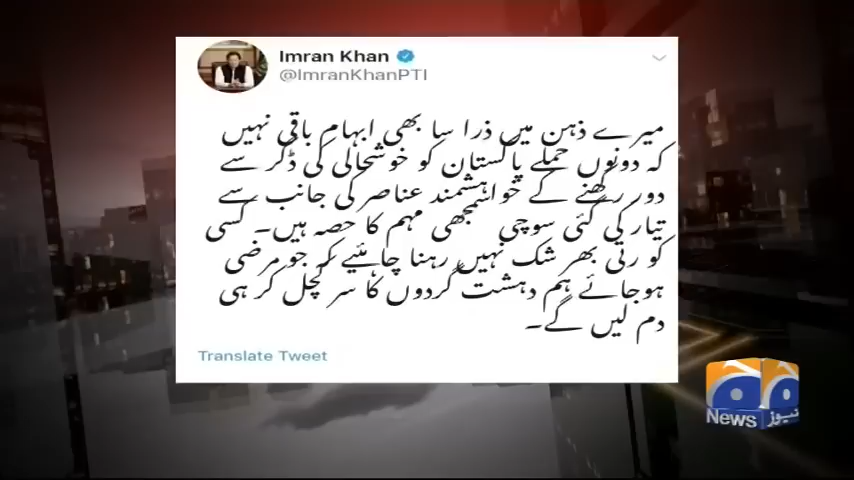 Imran Khan
@ImranKhanPTI
میرے ذہن میں ذرا سا بھی ابہام باقی نہیں
کہ دونوں حملے پاکستان کو خوشحالی کی ڈگر سے
دور رکھنے کے خواہشمند عناصر کی جانب سے
تیار کی گئی سوچی سمجھی مہم کا حصہ ہیں۔ کسی
کو رتی بھر شک نہیں رہنا چاہئیے کہ جو مرضی
ہوجائے ہم دہشت گردوں کا سر کچل کر ہی
دم لیں گے۔
Translate Tweet
News نیوز